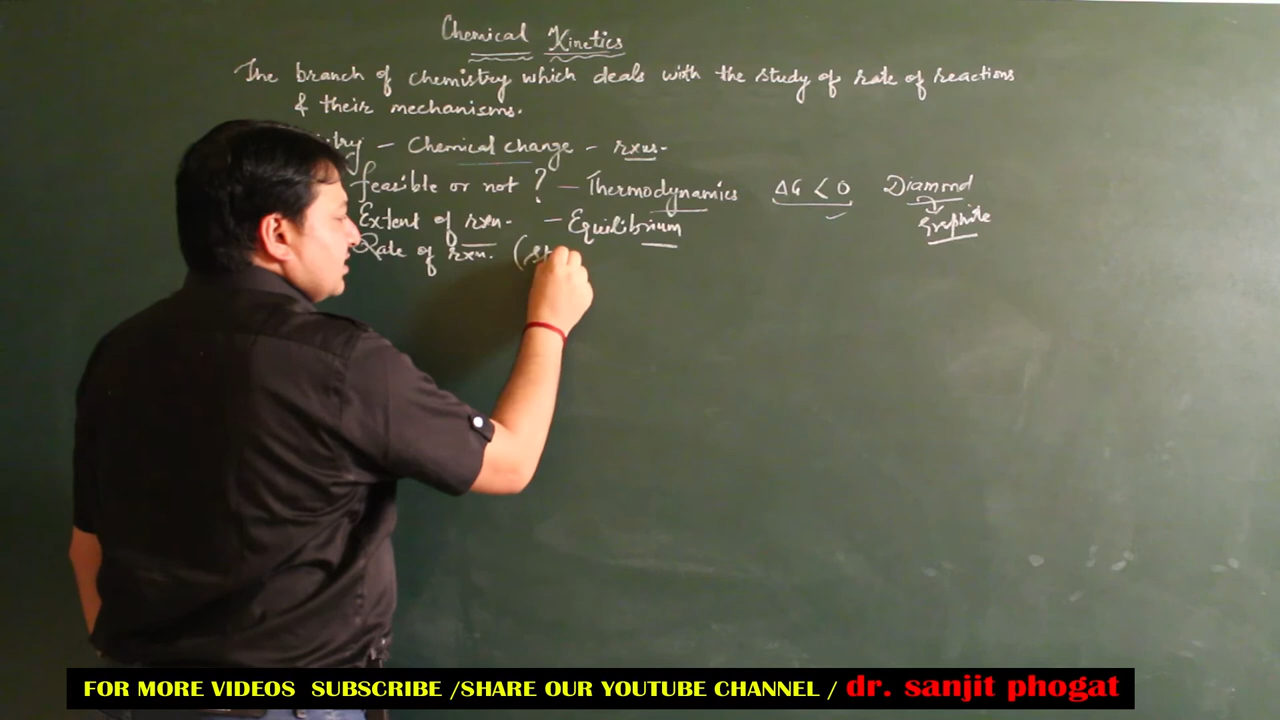 Chemical Kinetics
The branch of chemistry which deals with the study of rate of reactions
& their mechanisms.
– Chemical change – rxns-
feasible or not ? – Thermodynamics ΔG < 0 Diamond
Graphite
Extent of rxn. – Equilibrium
Rate of rxn. (
FOR MORE VIDEOS SUBSCRIBE /SHARE OUR YOUTUBE CHANNEL / dr. sanjit phogat